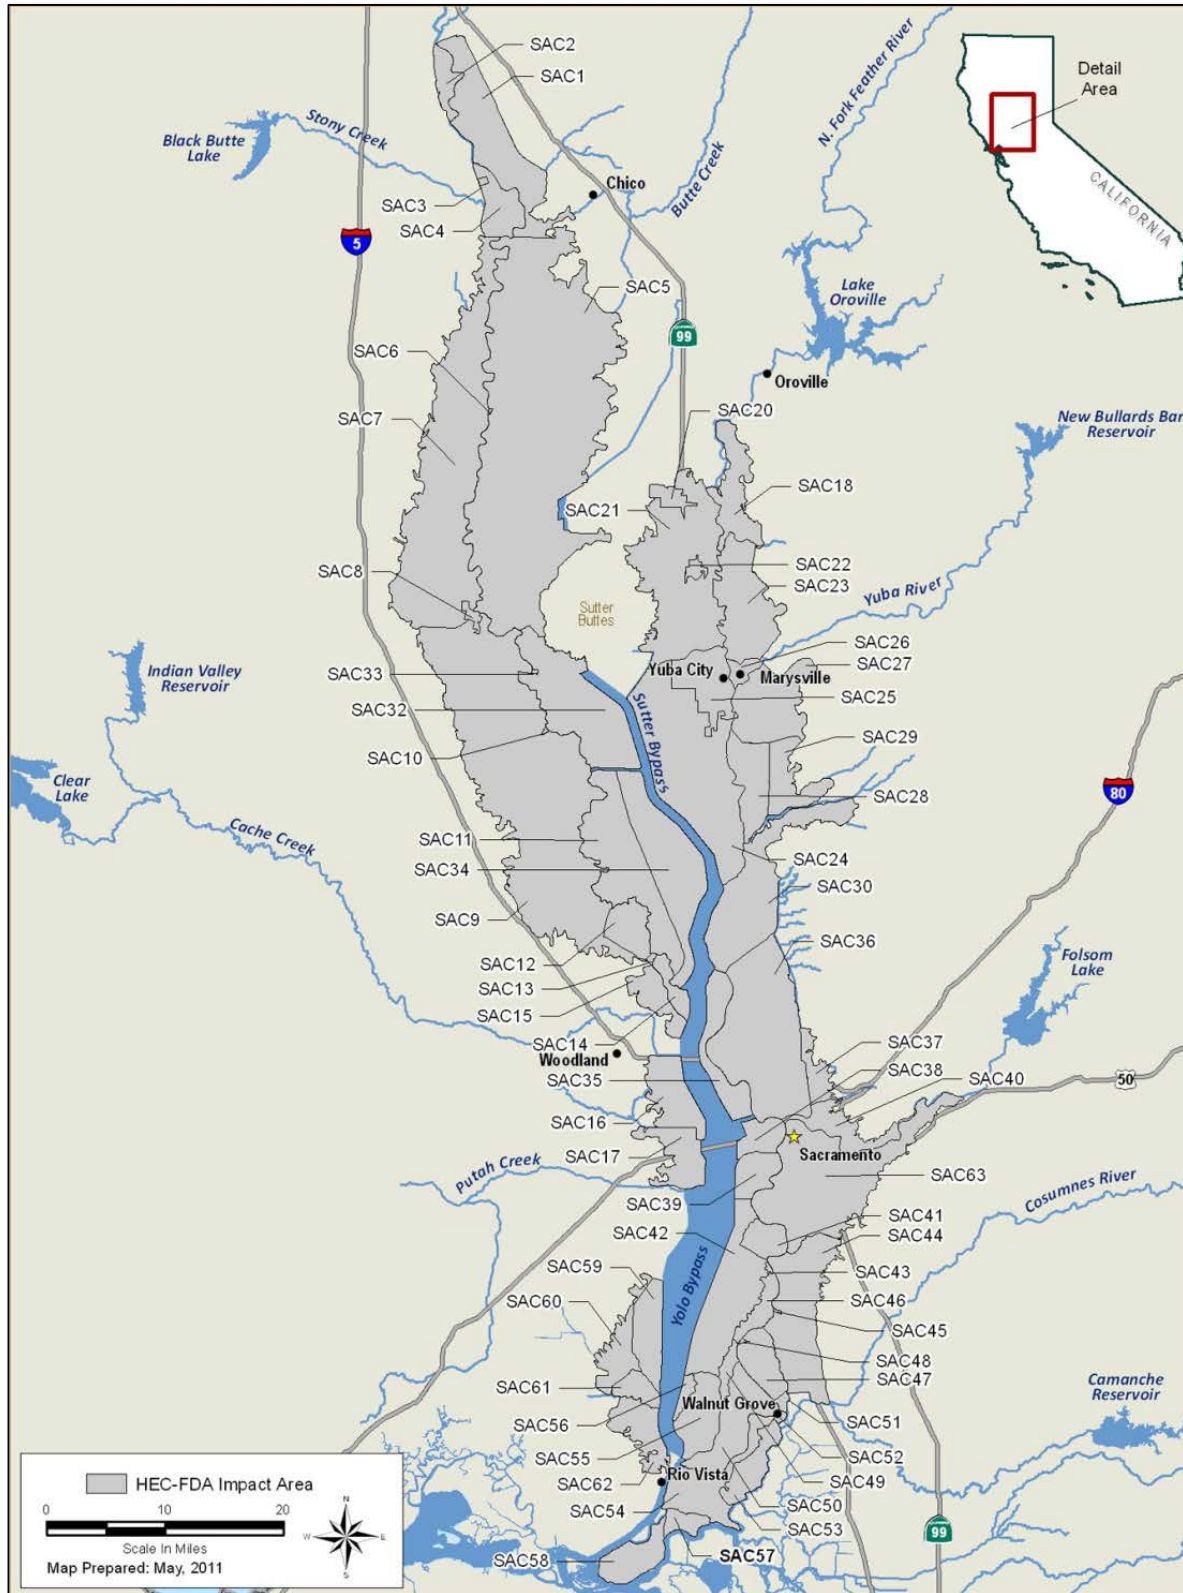 SAC2
SAC1
N. Fork Feather River
Detail
Area
Stony Creek
Black Butte
Lake
Butte Creek
CALIFORNIA
Chico
SAC3
SAC4
5
SAC5
Lake
Oroville
99
SAC6
Oroville
SAC20
SAC7
New Bullards Bar
Reservoir
SAC18
SAC21
SAC22
SAC8
SAC23
Yuba River
Sutter
Buttes
SAC26
SAC27
Indian Valley
Reservoir
SAC33
Yuba City
Marysville
SAC25
SAC32
Sutter Bypass
SAC10
SAC29
Clear
Lake
80
SAC28
Cache Creek
SAC11
SAC24
SAC34
SAC30
SAC9
SAC36
Folsom
Lake
SAC12
SAC13
SAC15
SAC14
Woodland
SAC37
SAC35
SAC38
SAC40
50
SAC16
Sacramento
SAC17
Putah Creek
SAC63
Cosumnes River
SAC39
SAC41
SAC42
SAC44
SAC59
Yolo Bypass
SAC43
SAC60
SAC46
SAC45
SAC48
SAC47
SAC61
Camanche
Reservoir
Walnut Grove
SAC56
SAC51
SAC55
SAC52
SAC62
Rio Vista
SAC49
SAC54
SAC50
SAC53
99
SAC58
SAC57
HEC-FDA Impact Area
0 10 20
Scale In Miles
Map Prepared: May, 2011
N
W
E
S